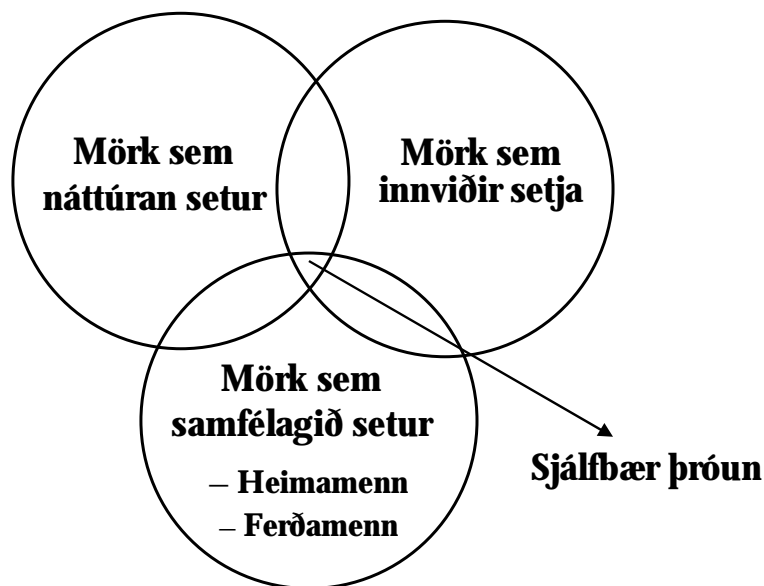 Mörk sem
náttúran setur
Mörk sem
innviðir setja
Mörk sem
samfélagið setur
– Heimamenn
– Ferðamenn
Sjálfbær þróun